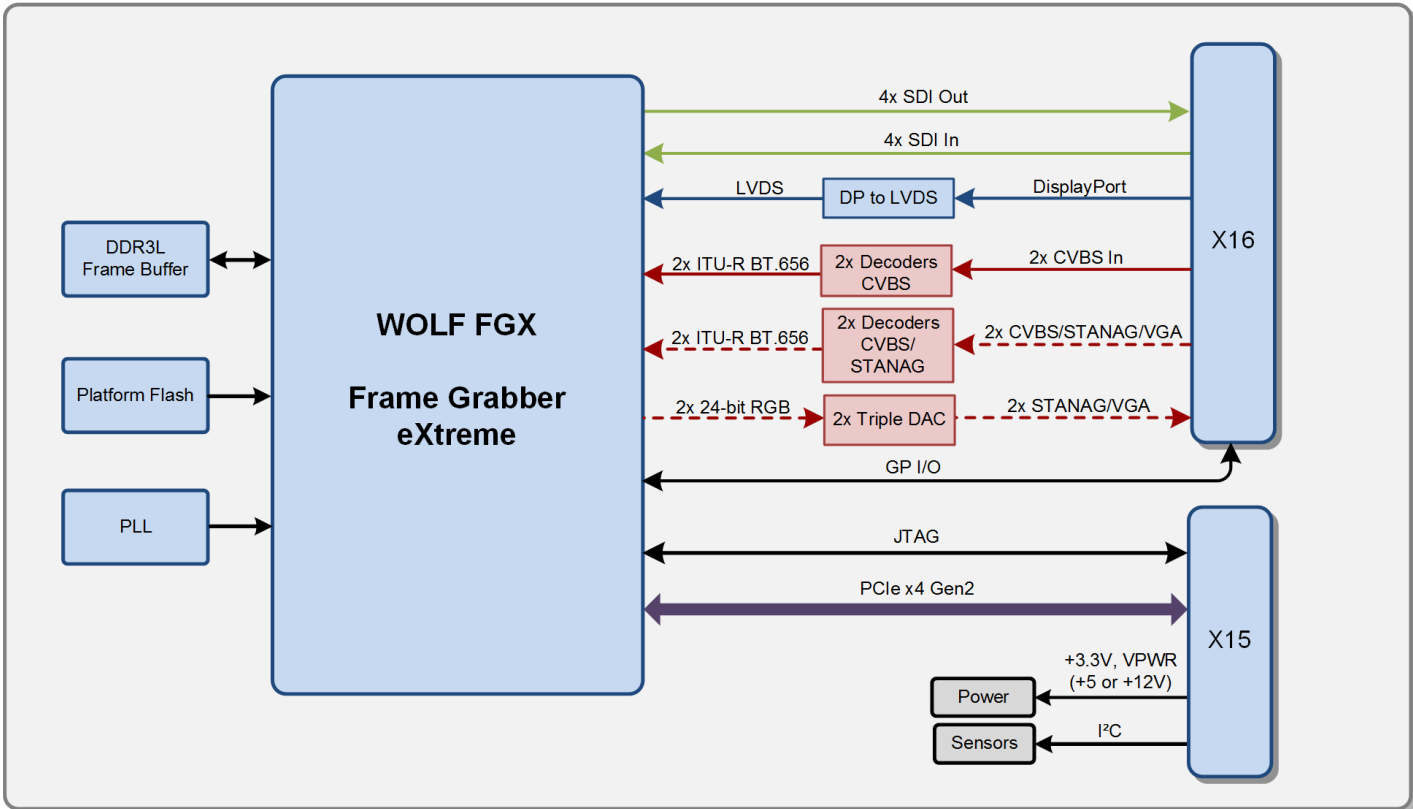 4x SDI Out
4x SDI In
LVDS
DP to LVDS
DisplayPort
X16
DDR3L
Frame Buffer
2x ITU-R BT.656
2x Decoders
CVBS
2x CVBS In
WOLF FGX
Frame Grabber
eXtreme
2x ITU-R BT.656
2x Decoders
CVBS/
STANAG
2x CVBS/STANAG/VGA
Platform Flash
2x 24-bit RGB
2x Triple DAC
2x STANAG/VGA
GP I/O
PLL
JTAG
PCIe x4 Gen2
X15
+3.3V, VPWR
(+5 or +12V)
Power
Sensors
I²C